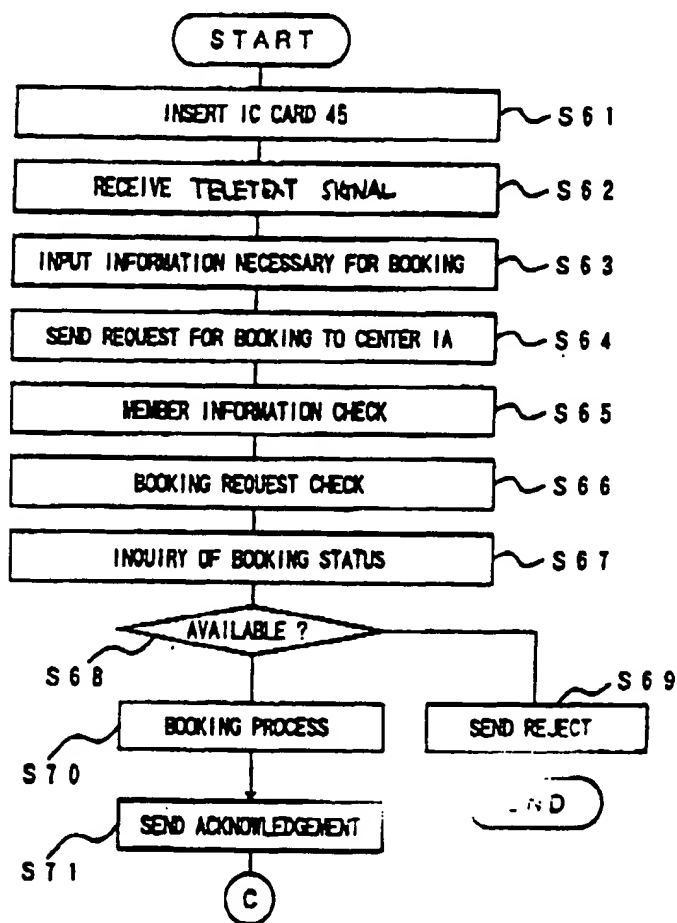 START
INSERT IC CARD 45
S61
RECEIVE TELETEXT SIGNAL
S62
INPUT INFORMATION NECESSARY FOR BOOKING
S63
SEND REQUEST FOR BOOKING TO CENTER 1A
S64
MEMBER INFORMATION CHECK
S65
BOOKING REQUEST CHECK
S66
INQUIRY OF BOOKING STATUS
S67
AVAILABLE ?
S68
S69
BOOKING PROCESS
SEND REJECT
S70
SEND ACKNOWLEDGEMENT
S71
C